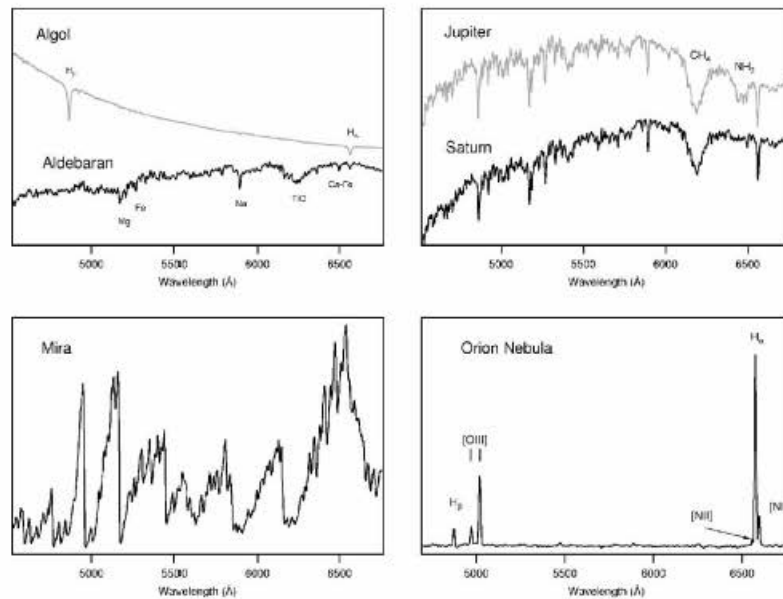 Algol
Hβ
Hα
Aldebaran
Mg
Fe
Na
TiO
Ca-Fe
5000 5500 6000 6500
Wavelength (Å)
Jupiter
CH4
NH3
Saturn
5000 5500 6000 6500
Wavelength (Å)
Mira
5000 5500 6000 6500
Wavelength (Å)
Orion Nebula
Hα
[OIII]
Hβ
[NII]
[NI
5000 5500 6000 6500
Wavelength (Å)